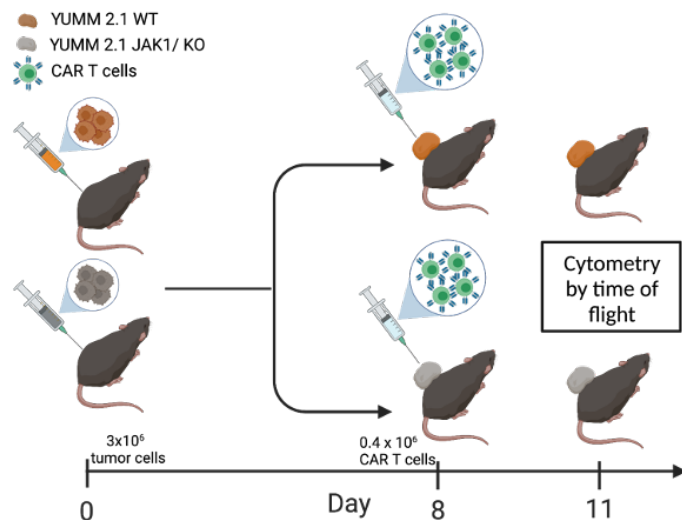 YUMM 2.1 WT
YUMM 2.1 JAK1/ KO
CAR T cells
Cytometry
by time of
flight
3x10⁶
tumor cells
0.4 x 10⁶
CAR T cells
0
Day
8
11